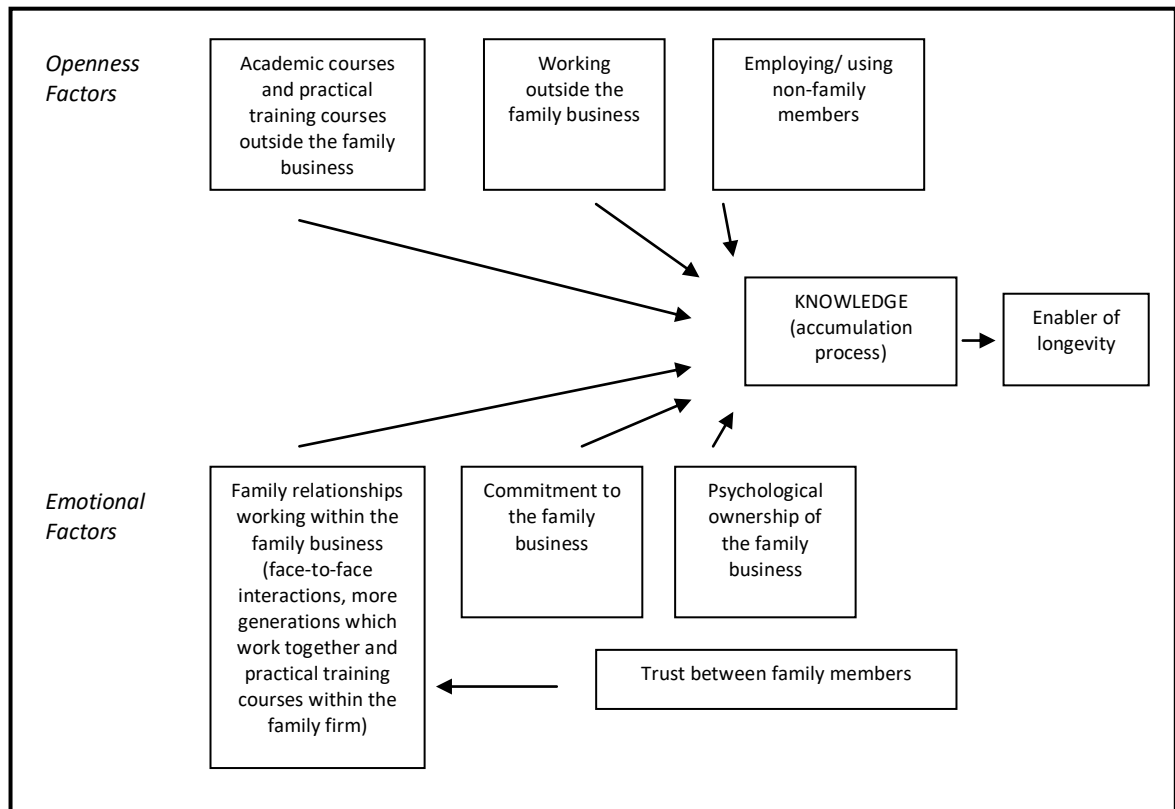 Openness
Factors
Academic courses
and practical
training courses
outside the family
business
Working
outside the
family business
Employing/ using
non-family
members
KNOWLEDGE
(accumulation
process)
Enabler of
longevity
Emotional
Factors
Family relationships
working within the
family business
(face-to-face
interactions, more
generations which
work together and
practical training
courses within the
family firm)
Commitment to
the family
business
Psychological
ownership of
the family
business
Trust between family members